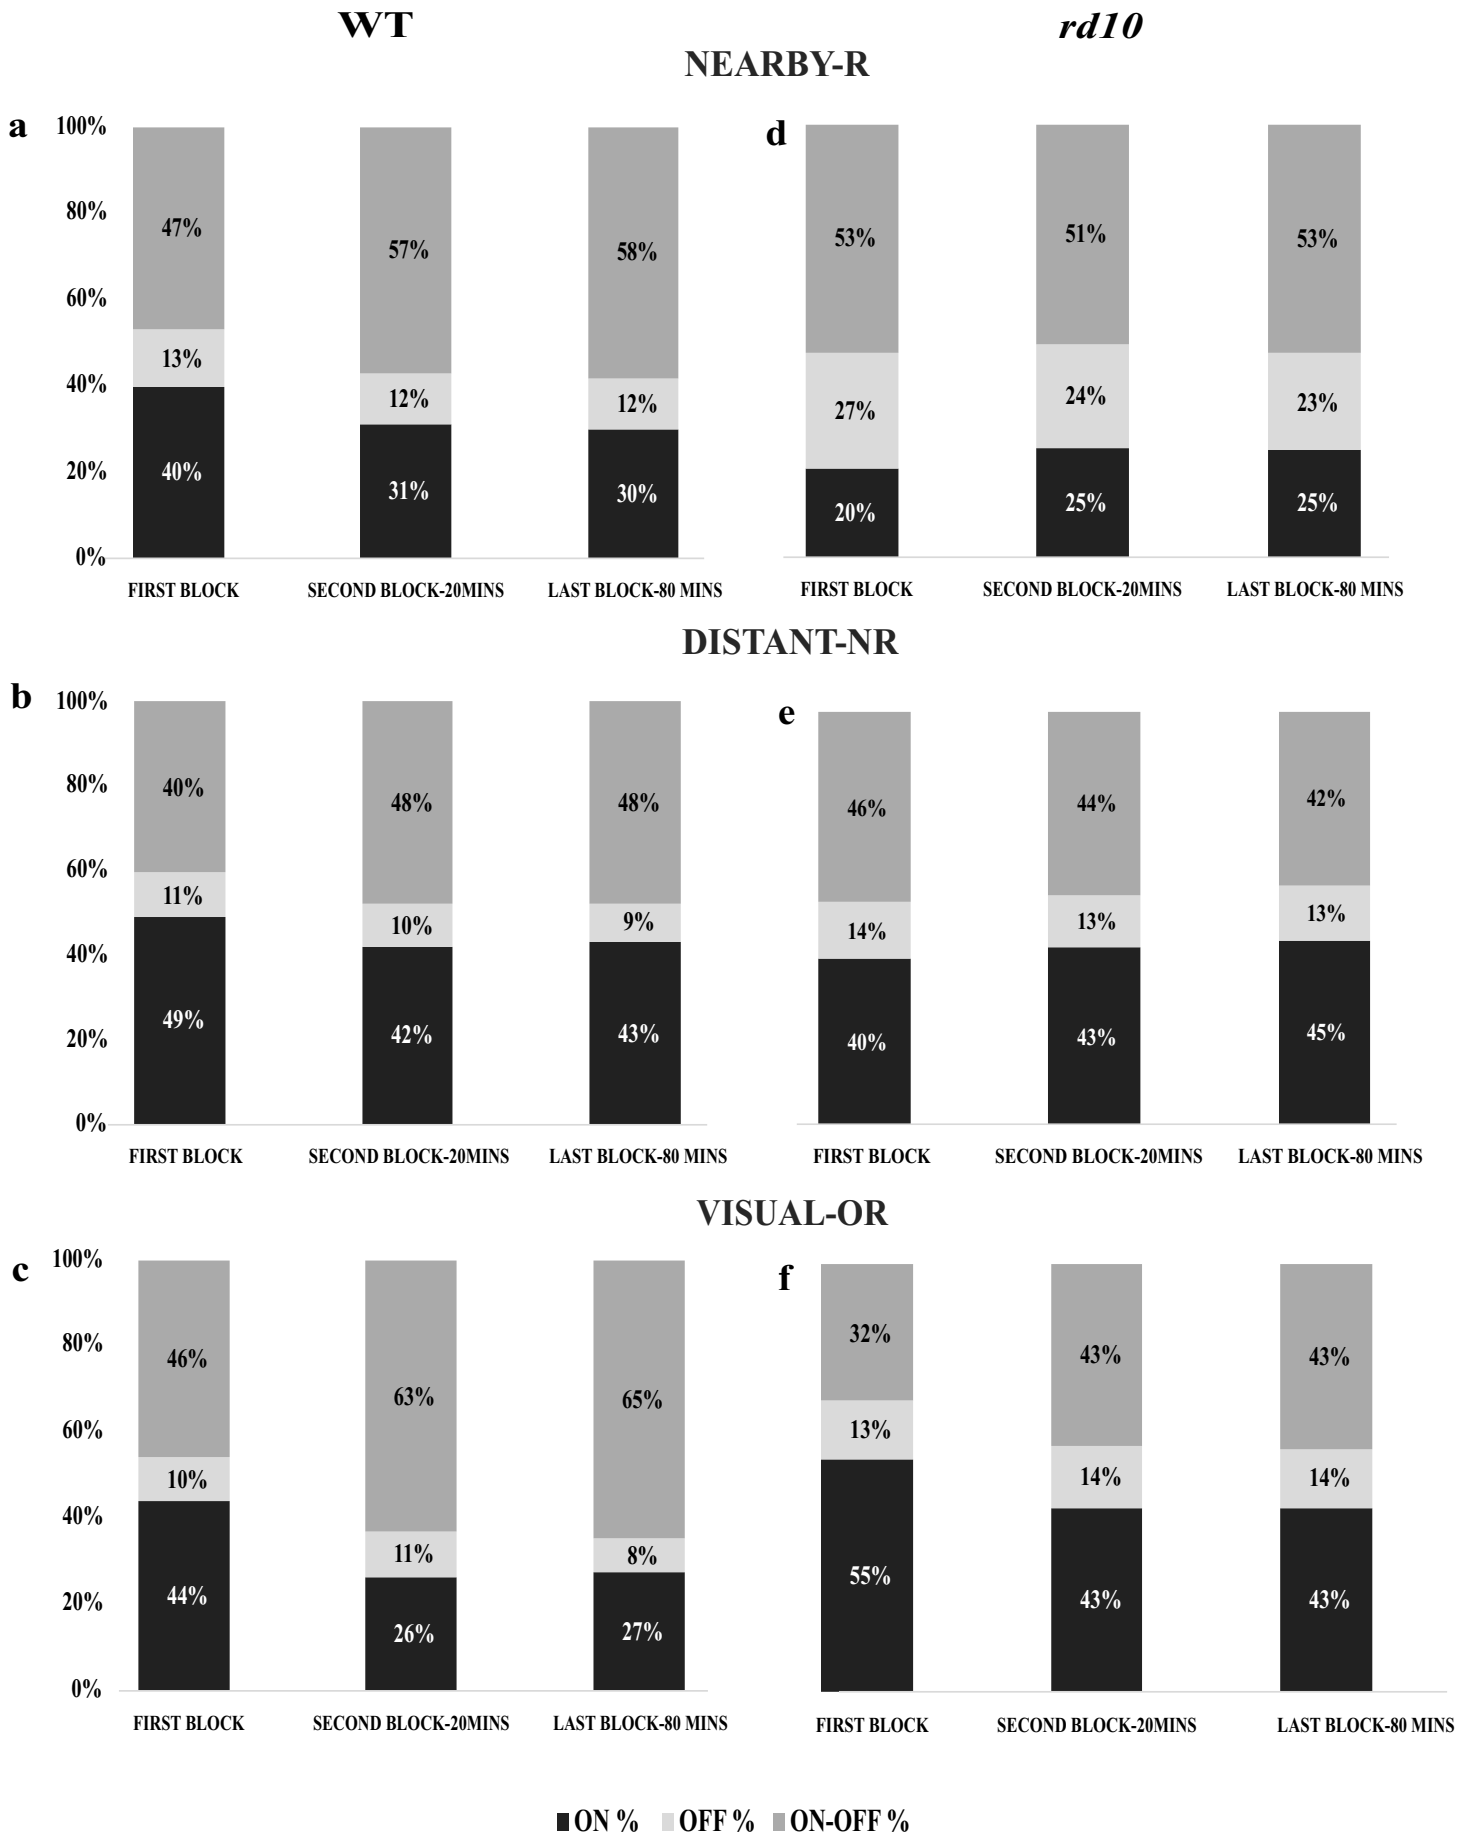 WT rd10
NEARBY-R
a d
100%
80%
60%
40%
20%
0%
47% 57% 58% 53% 51% 53%
13% 12% 12% 27% 24% 23%
40% 31% 30% 20% 25% 25%
FIRST BLOCK SECOND BLOCK-20MINS LAST BLOCK-80 MINS FIRST BLOCK SECOND BLOCK-20MINS LAST BLOCK-80 MINS
DISTANT-NR
b e
100%
80%
60%
40%
20%
0%
40% 48% 48% 46% 44% 42%
11% 10% 9% 14% 13% 13%
49% 42% 43% 40% 43% 45%
FIRST BLOCK SECOND BLOCK-20MINS LAST BLOCK-80 MINS FIRST BLOCK SECOND BLOCK-20MINS LAST BLOCK-80 MINS
VISUAL-OR
c f
100%
80%
60%
40%
20%
0%
46% 63% 65% 32% 43% 43%
10% 11% 8% 13% 14% 14%
44% 26% 27% 55% 43% 43%
FIRST BLOCK SECOND BLOCK-20MINS LAST BLOCK-80 MINS FIRST BLOCK SECOND BLOCK-20MINS LAST BLOCK-80 MINS
ON % OFF % ON-OFF %